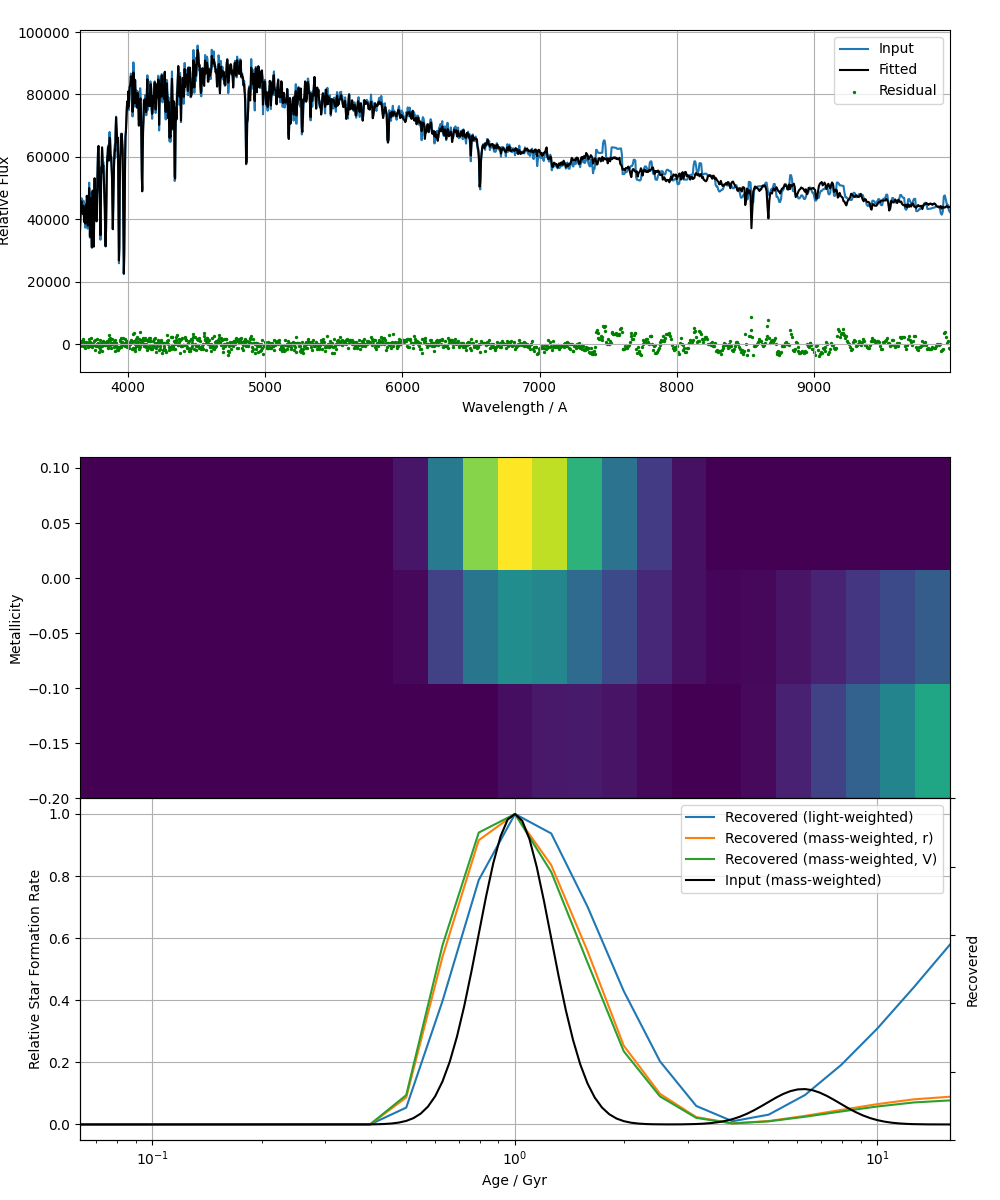 100000
80000
60000
40000
20000
0
Relative Flux
Input
Fitted
Residual
4000 5000 6000 7000 8000 9000
Wavelength / A
0.10
0.05
0.00
−0.05
−0.10
−0.15
−0.20
Metallicity
1.0
0.8
0.6
0.4
0.2
0.0
Relative Star Formation Rate
Recovered (light-weighted)
Recovered (mass-weighted, r)
Recovered (mass-weighted, V)
Input (mass-weighted)
Recovered
10⁻¹ 10⁰ 10¹
Age / Gyr